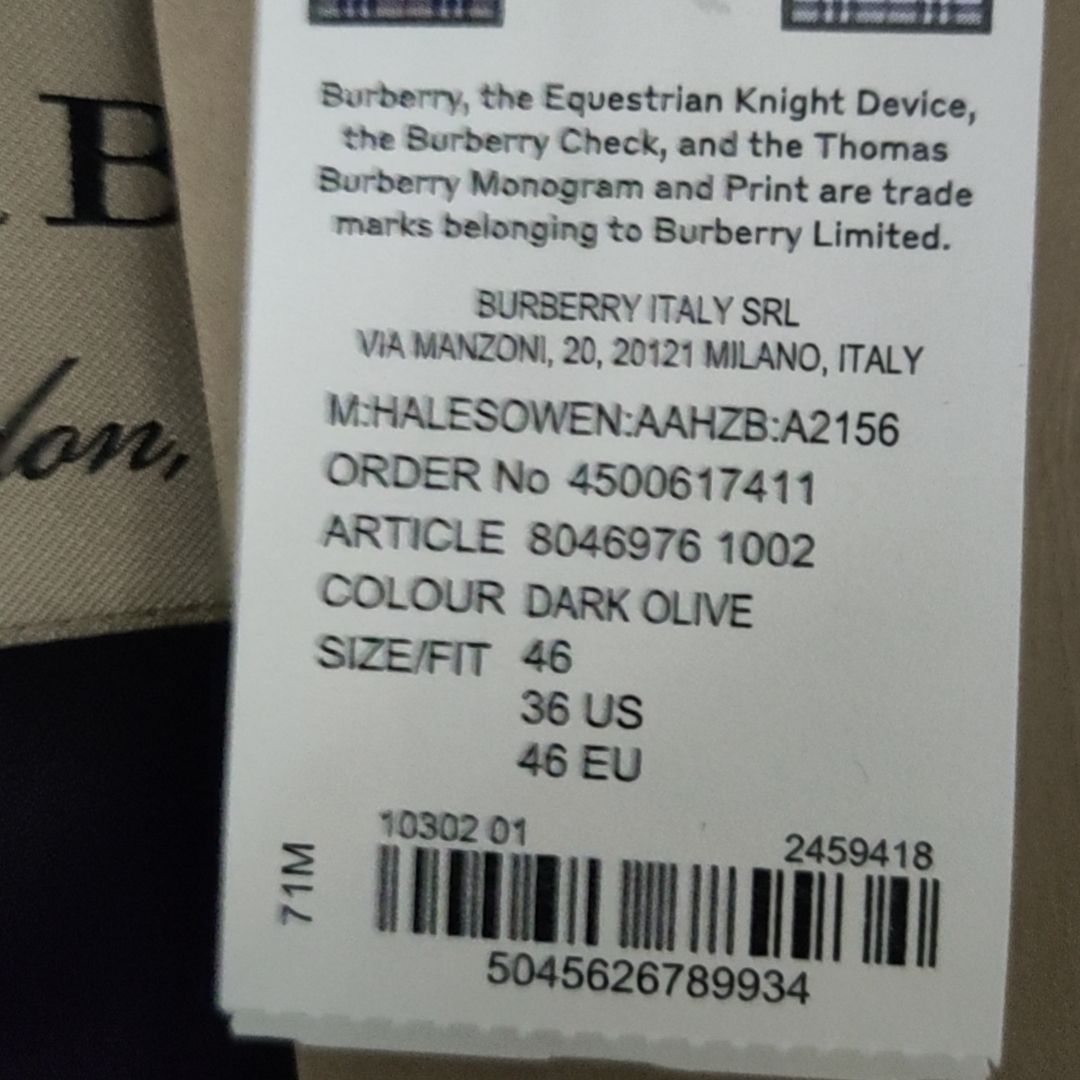 B
don,
Burberry, the Equestrian Knight Device,
the Burberry Check, and the Thomas
Burberry Monogram and Print are trade
marks belonging to Burberry Limited.
BURBERRY ITALY SRL
VIA MANZONI, 20, 20121 MILANO, ITALY
M:HALESOWEN:AAHZB:A2156
ORDER No 4500617411
ARTICLE 8046976 1002
COLOUR DARK OLIVE
SIZE/FIT 46
36 US
46 EU
10302 01 2459418
71M
5045626789934